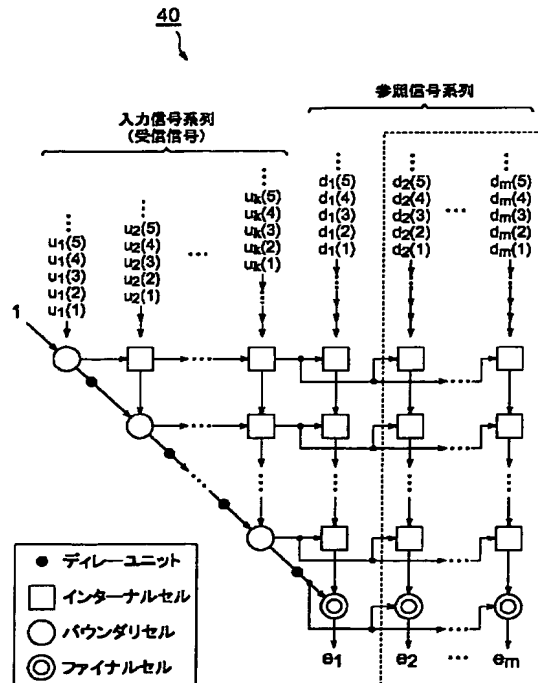 40
参照信号系列
入力信号系列
(受信信号)
u1(5)
u1(4)
u1(3)
u1(2)
u1(1)
u2(5)
u2(4)
u2(3)
u2(2)
u2(1)
...
uk(5)
uk(4)
uk(3)
uk(2)
uk(1)
d1(5)
d1(4)
d1(3)
d1(2)
d1(1)
d2(5)
d2(4)
d2(3)
d2(2)
d2(1)
...
dm(5)
dm(4)
dm(3)
dm(2)
dm(1)
1
ディレーユニット
インターナルセル
バウンダリセル
ファイナルセル
e1 e2 ... em